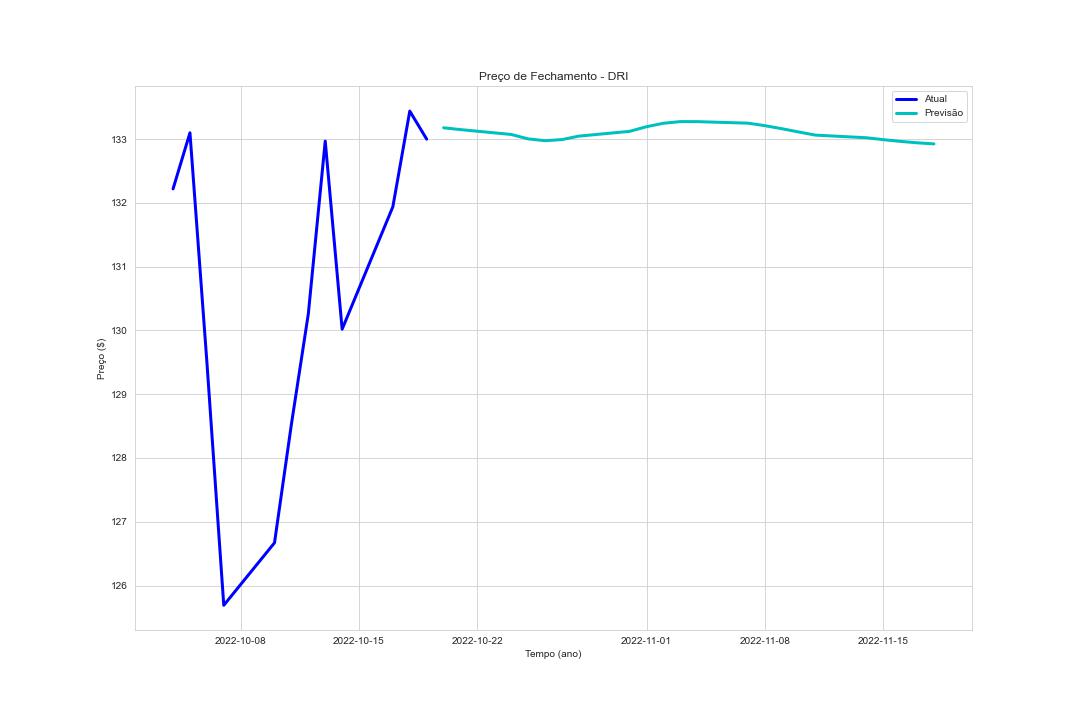 Preço de Fechamento - DRI
Atual
Previsão
Preço ($)
133
132
131
130
129
128
127
126
2022-10-08
2022-10-15
2022-10-22
2022-11-01
2022-11-08
2022-11-15
Tempo (ano)